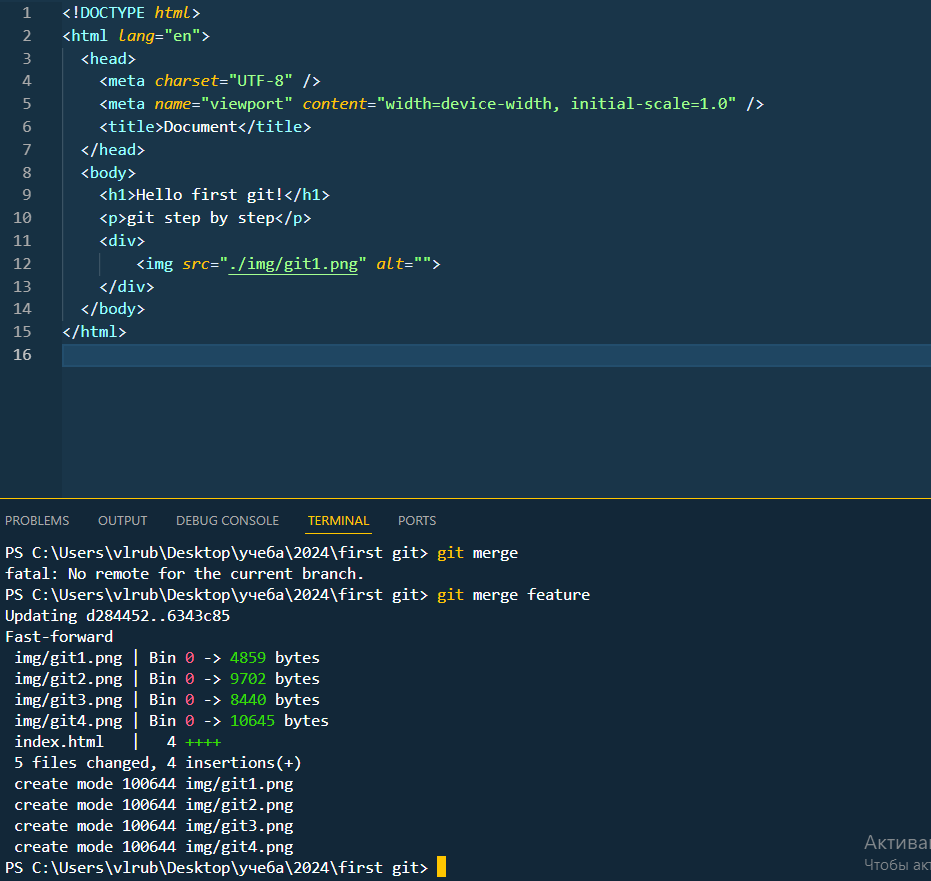 1 <!DOCTYPE html>
2 <html lang="en">
3 <head>
4 <meta charset="UTF-8" />
5 <meta name="viewport" content="width=device-width, initial-scale=1.0" />
6 <title>Document</title>
7 </head>
8 <body>
9 <h1>Hello first git!</h1>
10 <p>git step by step</p>
11 <div>
12 <img src="./img/git1.png" alt="">
13 </div>
14 </body>
15 </html>
16
PROBLEMS OUTPUT DEBUG CONSOLE TERMINAL PORTS
PS C:\Users\vlrub\Desktop\учеба\2024\first git> git merge
fatal: No remote for the current branch.
PS C:\Users\vlrub\Desktop\учеба\2024\first git> git merge feature
Updating d284452..6343c85
Fast-forward
img/git1.png | Bin 0 -> 4859 bytes
img/git2.png | Bin 0 -> 9702 bytes
img/git3.png | Bin 0 -> 8440 bytes
img/git4.png | Bin 0 -> 10645 bytes
index.html | 4 ++++
5 files changed, 4 insertions(+)
create mode 100644 img/git1.png
create mode 100644 img/git2.png
create mode 100644 img/git3.png
create mode 100644 img/git4.png
PS C:\Users\vlrub\Desktop\учеба\2024\first git>
Актива
Чтобы ак